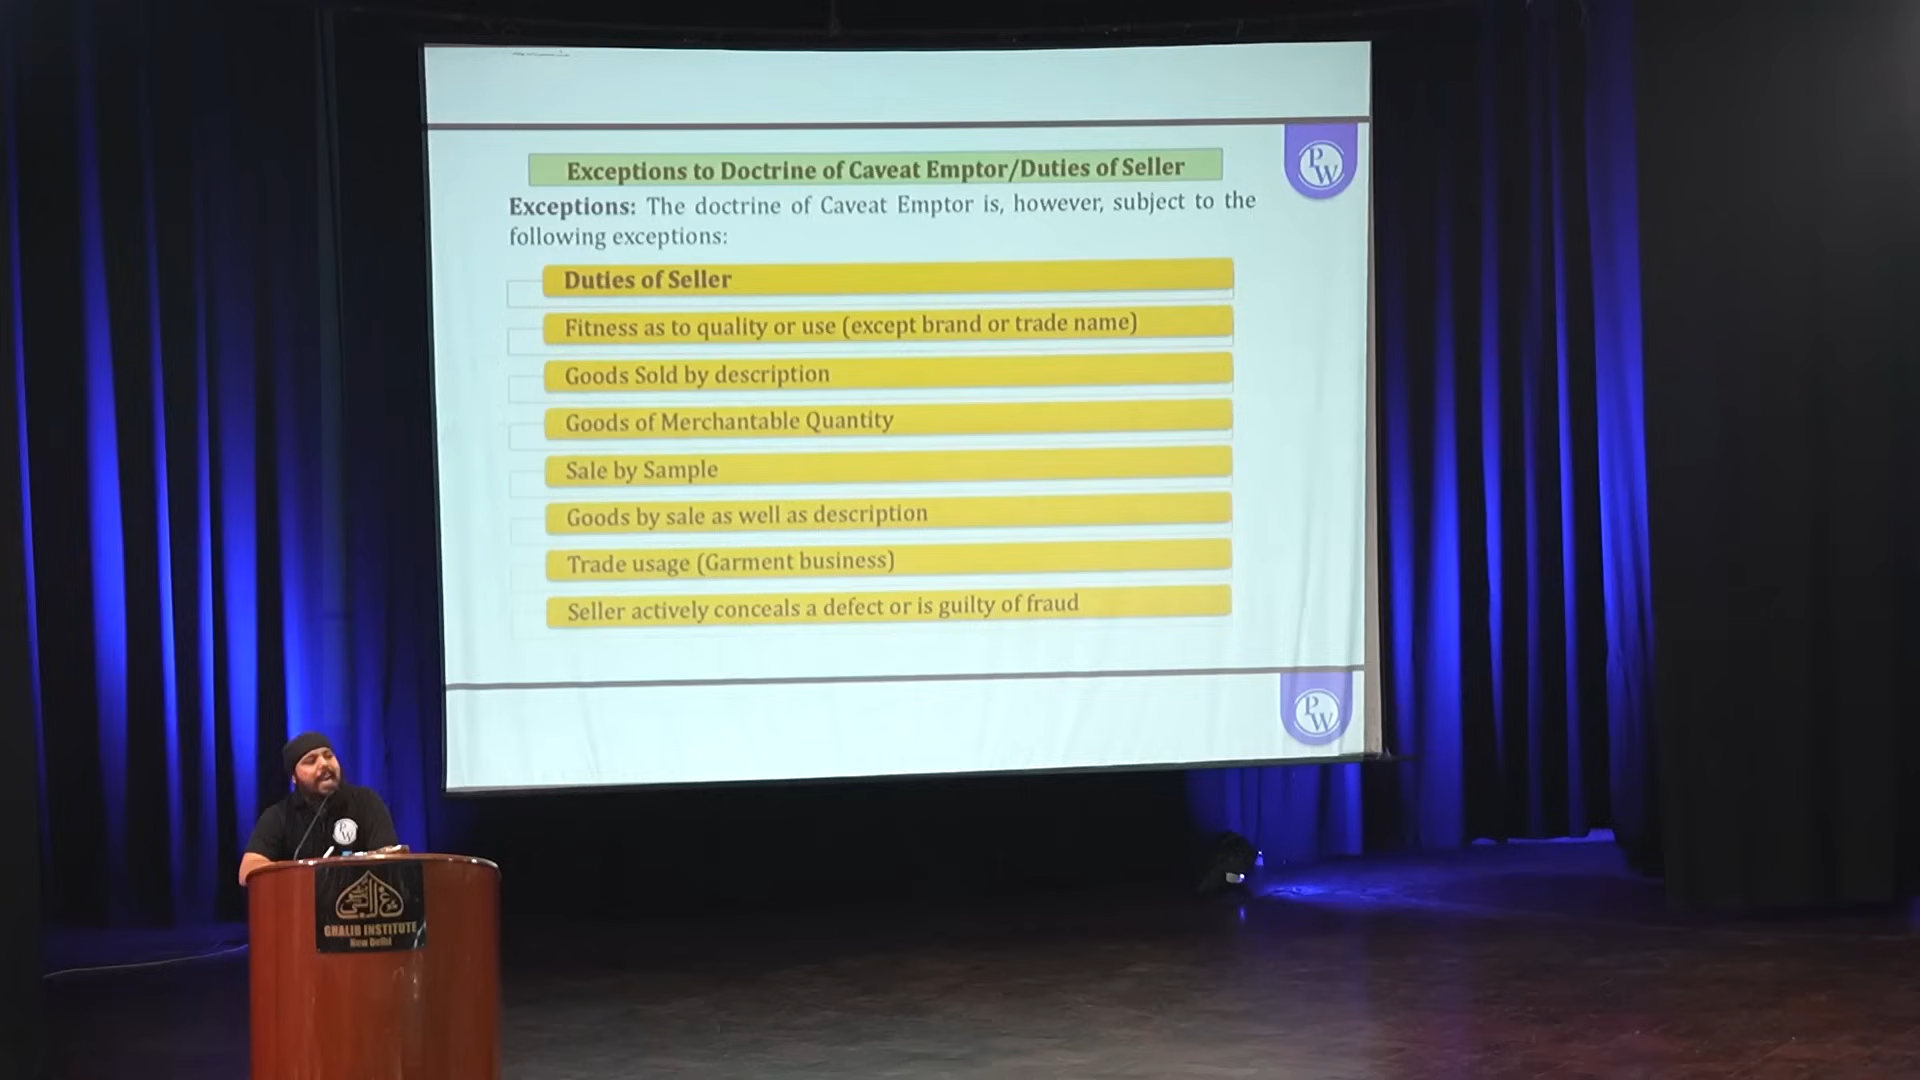 Exceptions to Doctrine of Caveat Emptor/Duties of Seller
PW
Exceptions: The doctrine of Caveat Emptor is, however, subject to the
following exceptions:
Duties of Seller
Fitness as to quality or use (except brand or trade name)
Goods Sold by description
Goods of Merchantable Quantity
Sale by Sample
Goods by sale as well as description
Trade usage (Garment business)
Seller actively conceals a defect or is guilty of fraud
PW
PW
GHALIB INSTITUTE
New Delhi